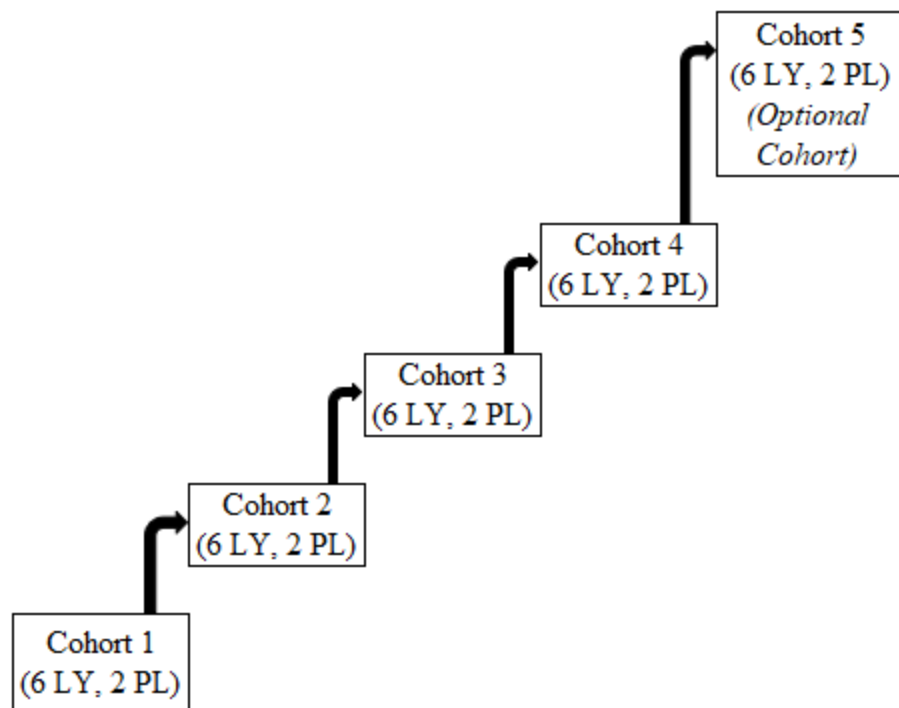 Cohort 5
(6 LY, 2 PL)
(Optional
Cohort)
Cohort 4
(6 LY, 2 PL)
Cohort 3
(6 LY, 2 PL)
Cohort 2
(6 LY, 2 PL)
Cohort 1
(6 LY, 2 PL)